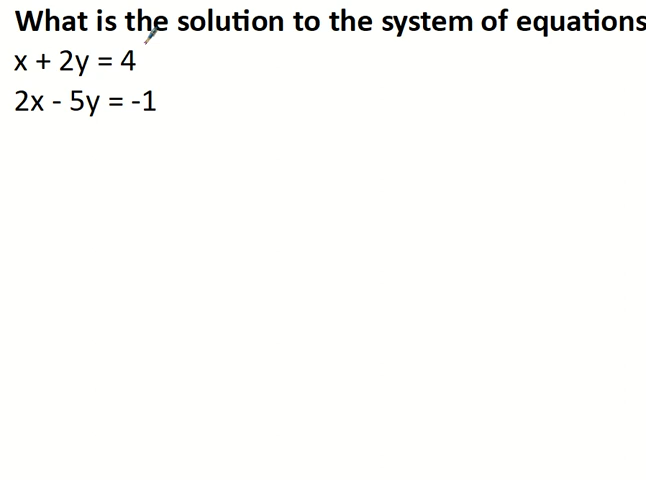 What is the solution to the system of equations
x + 2y = 4
2x - 5y = -1